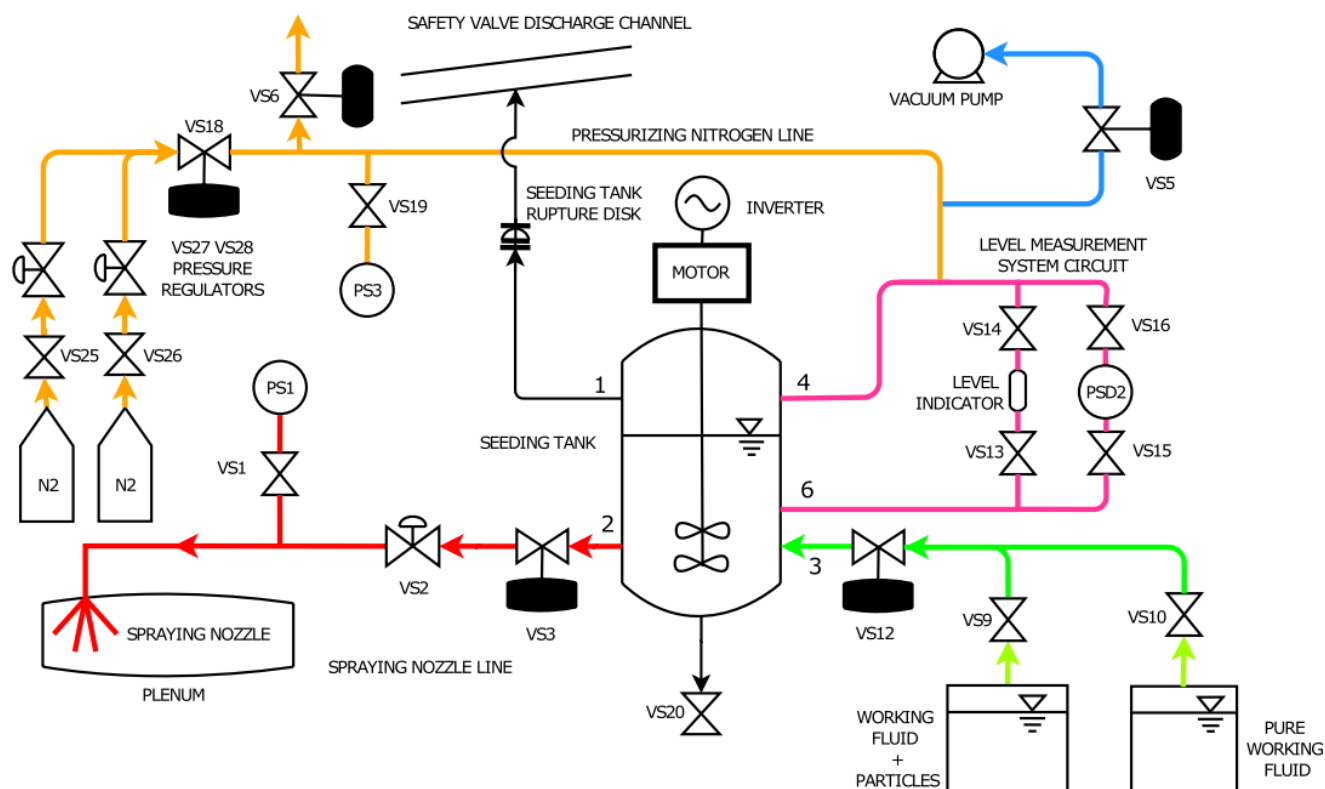 SAFETY VALVE DISCHARGE CHANNEL
VS6
VACUUM PUMP
VS18
PRESSURIZING NITROGEN LINE
VS5
SEEDING TANK
RUPTURE DISK
INVERTER
VS19
VS27 VS28
PRESSURE
REGULATORS
PS3
MOTOR
LEVEL MEASUREMENT
SYSTEM CIRCUIT
VS25
VS26
VS14
VS16
PS1
1
4
LEVEL
INDICATOR
PSD2
SEEDING TANK
VS1
VS13
VS15
N2
N2
6
2
3
VS2
VS3
VS12
VS9
VS10
SPRAYING NOZZLE
SPRAYING NOZZLE LINE
PLENUM
VS20
WORKING
FLUID
+
PARTICLES
PURE
WORKING
FLUID